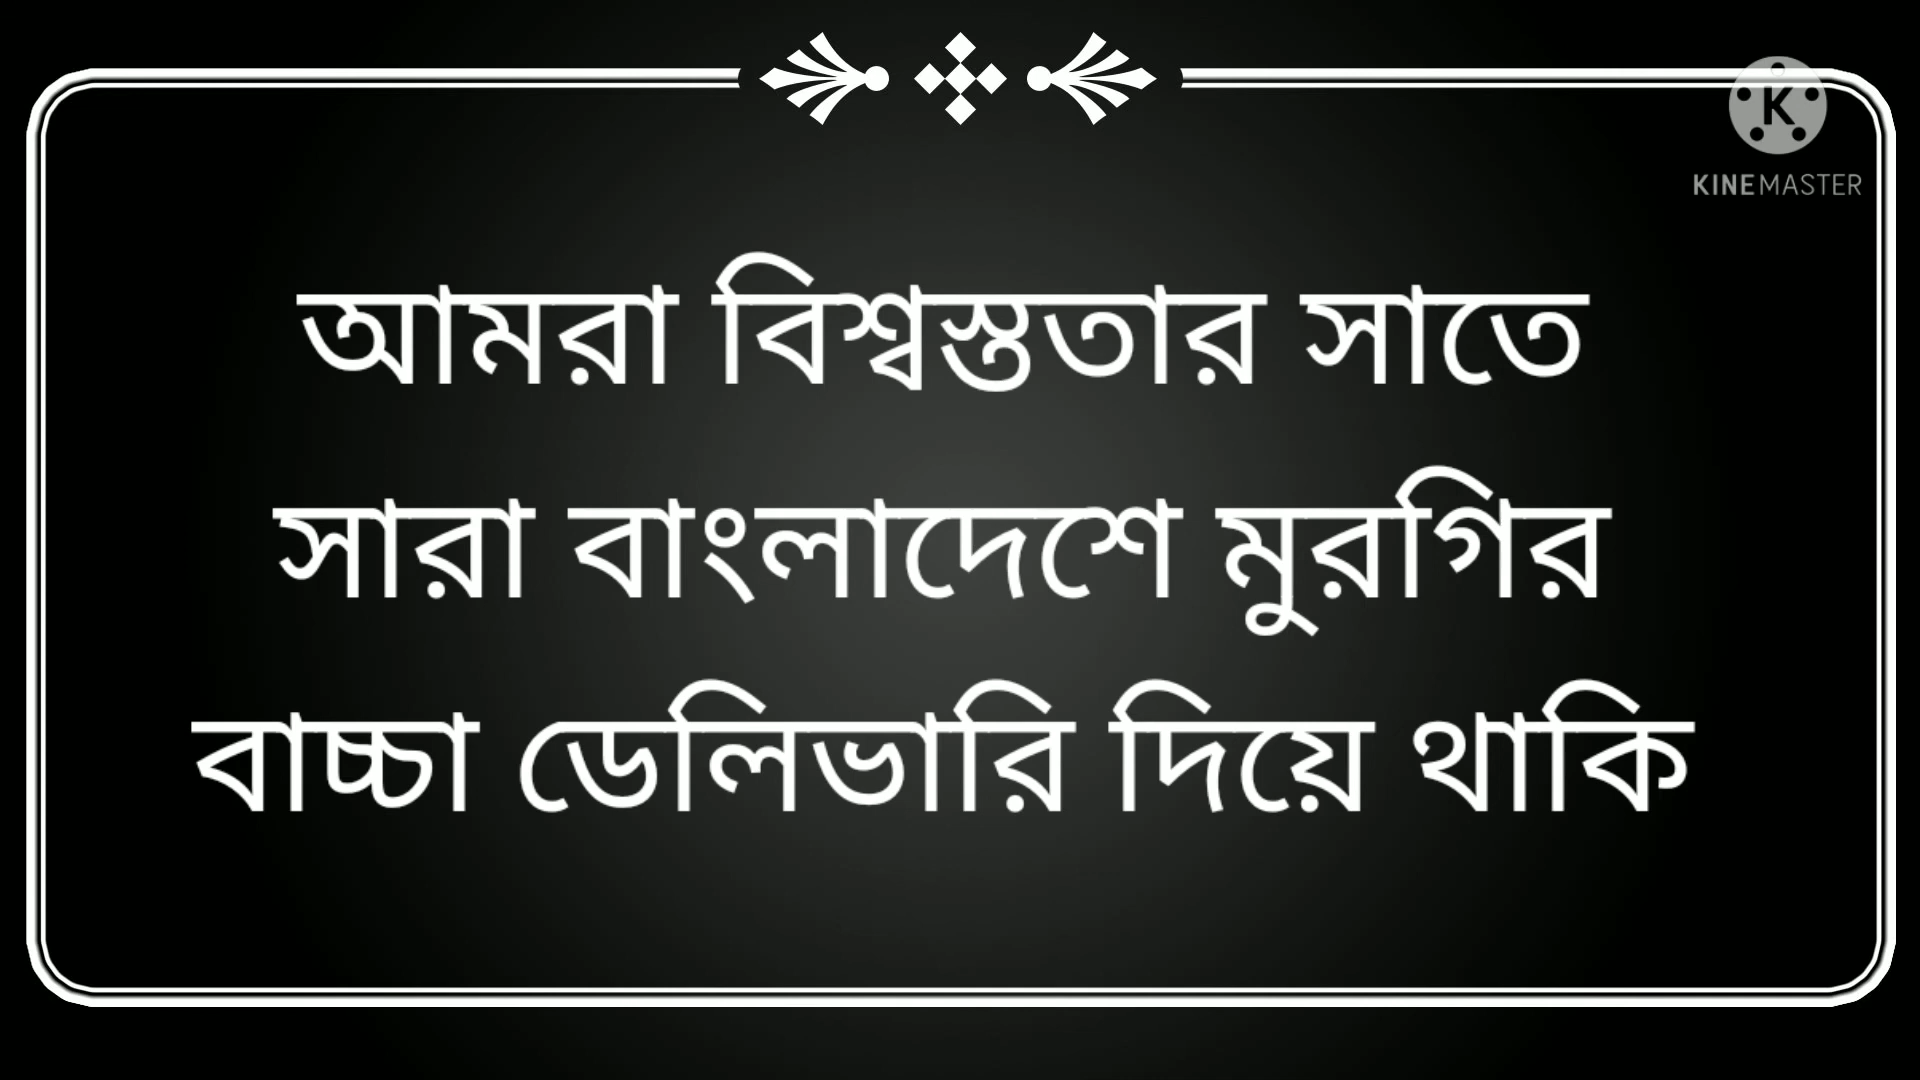 KINEMASTER
আমরা বিশ্বস্ততার সাতে
সারা বাংলাদেশে মুরগির
বাচ্চা ডেলিভারি দিয়ে থাকি